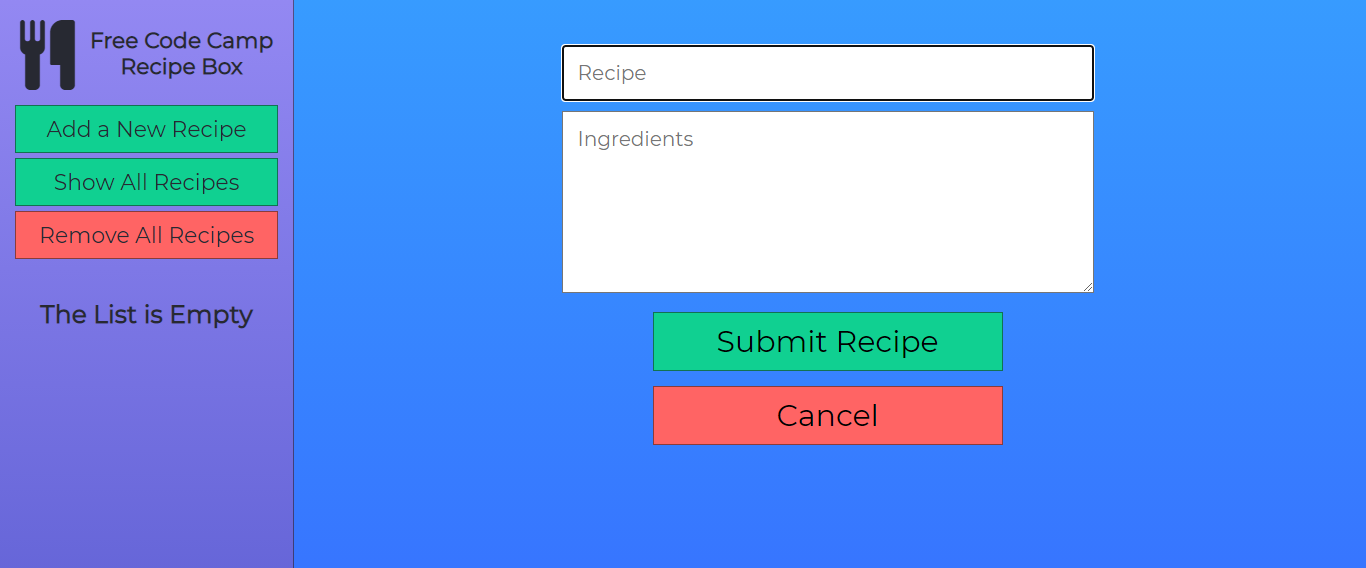 Free Code Camp
Recipe Box
Add a New Recipe
Show All Recipes
Remove All Recipes
The List is Empty
Recipe
Ingredients
Submit Recipe
Cancel